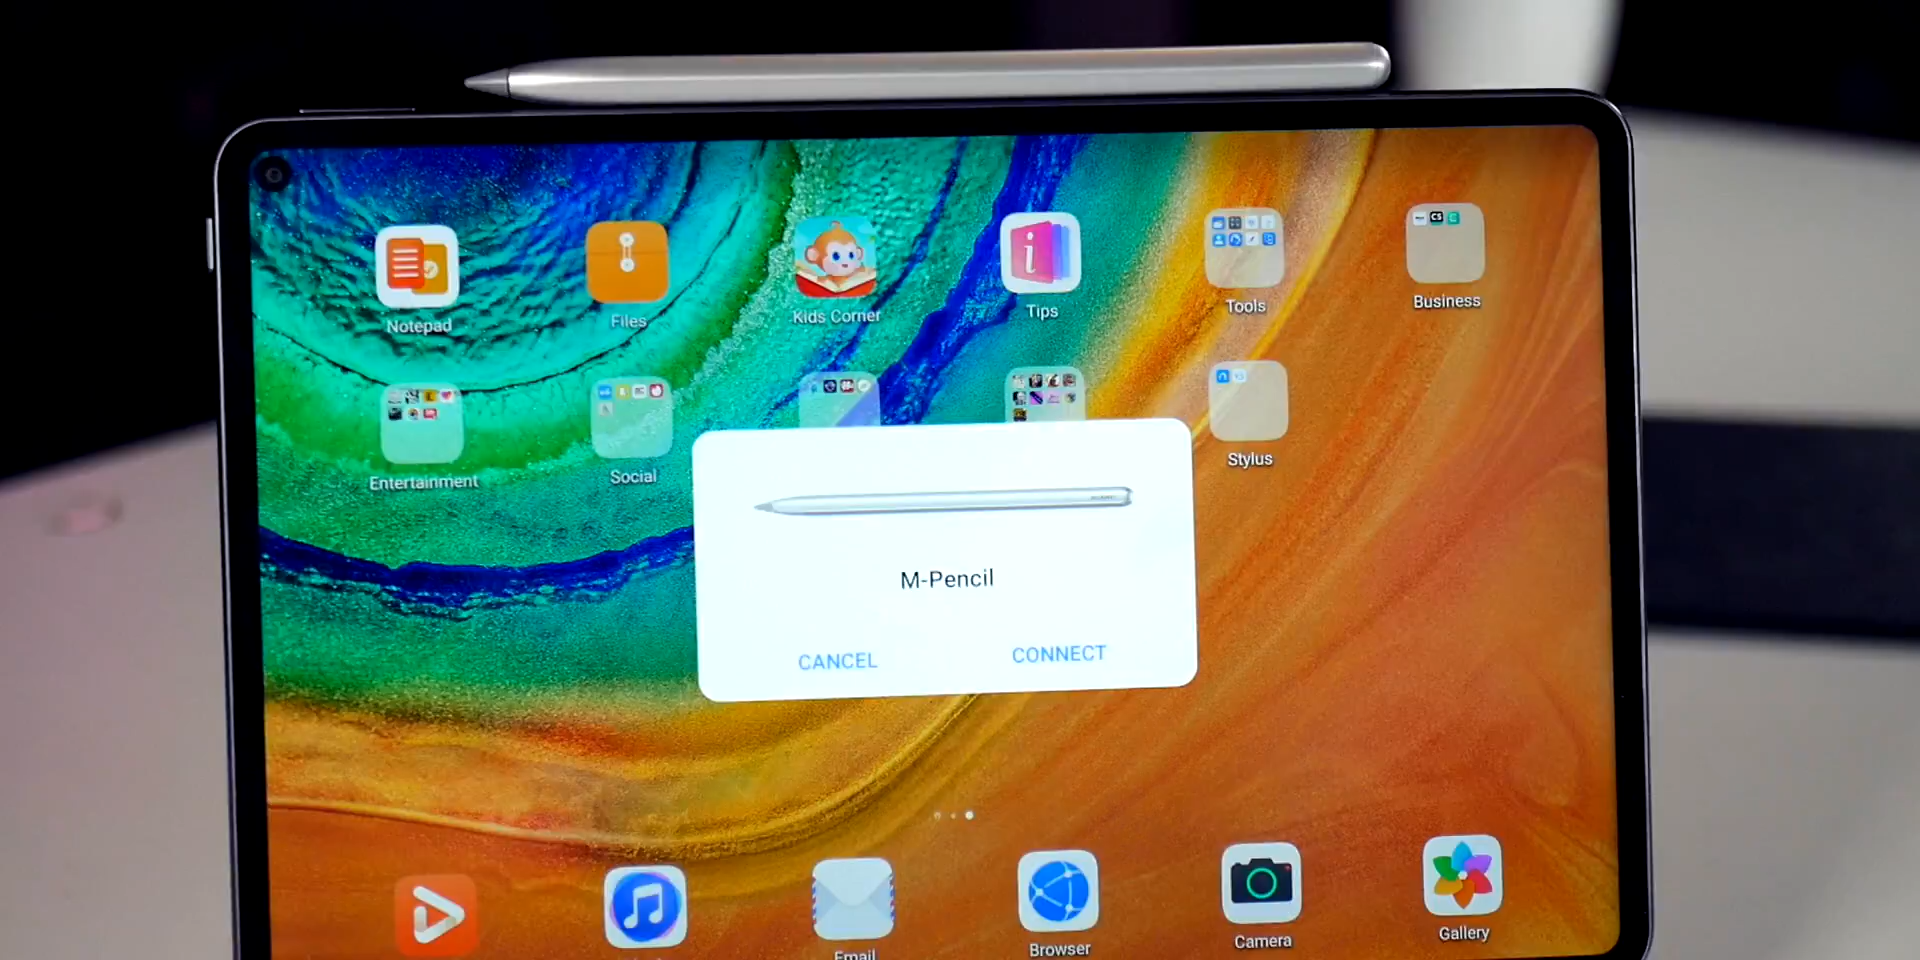 Notepad
Files
Kids Corner
Tips
Tools
Business
Entertainment
Social
Stylus
M-Pencil
CANCEL
CONNECT
Email
Browser
Camera
Gallery